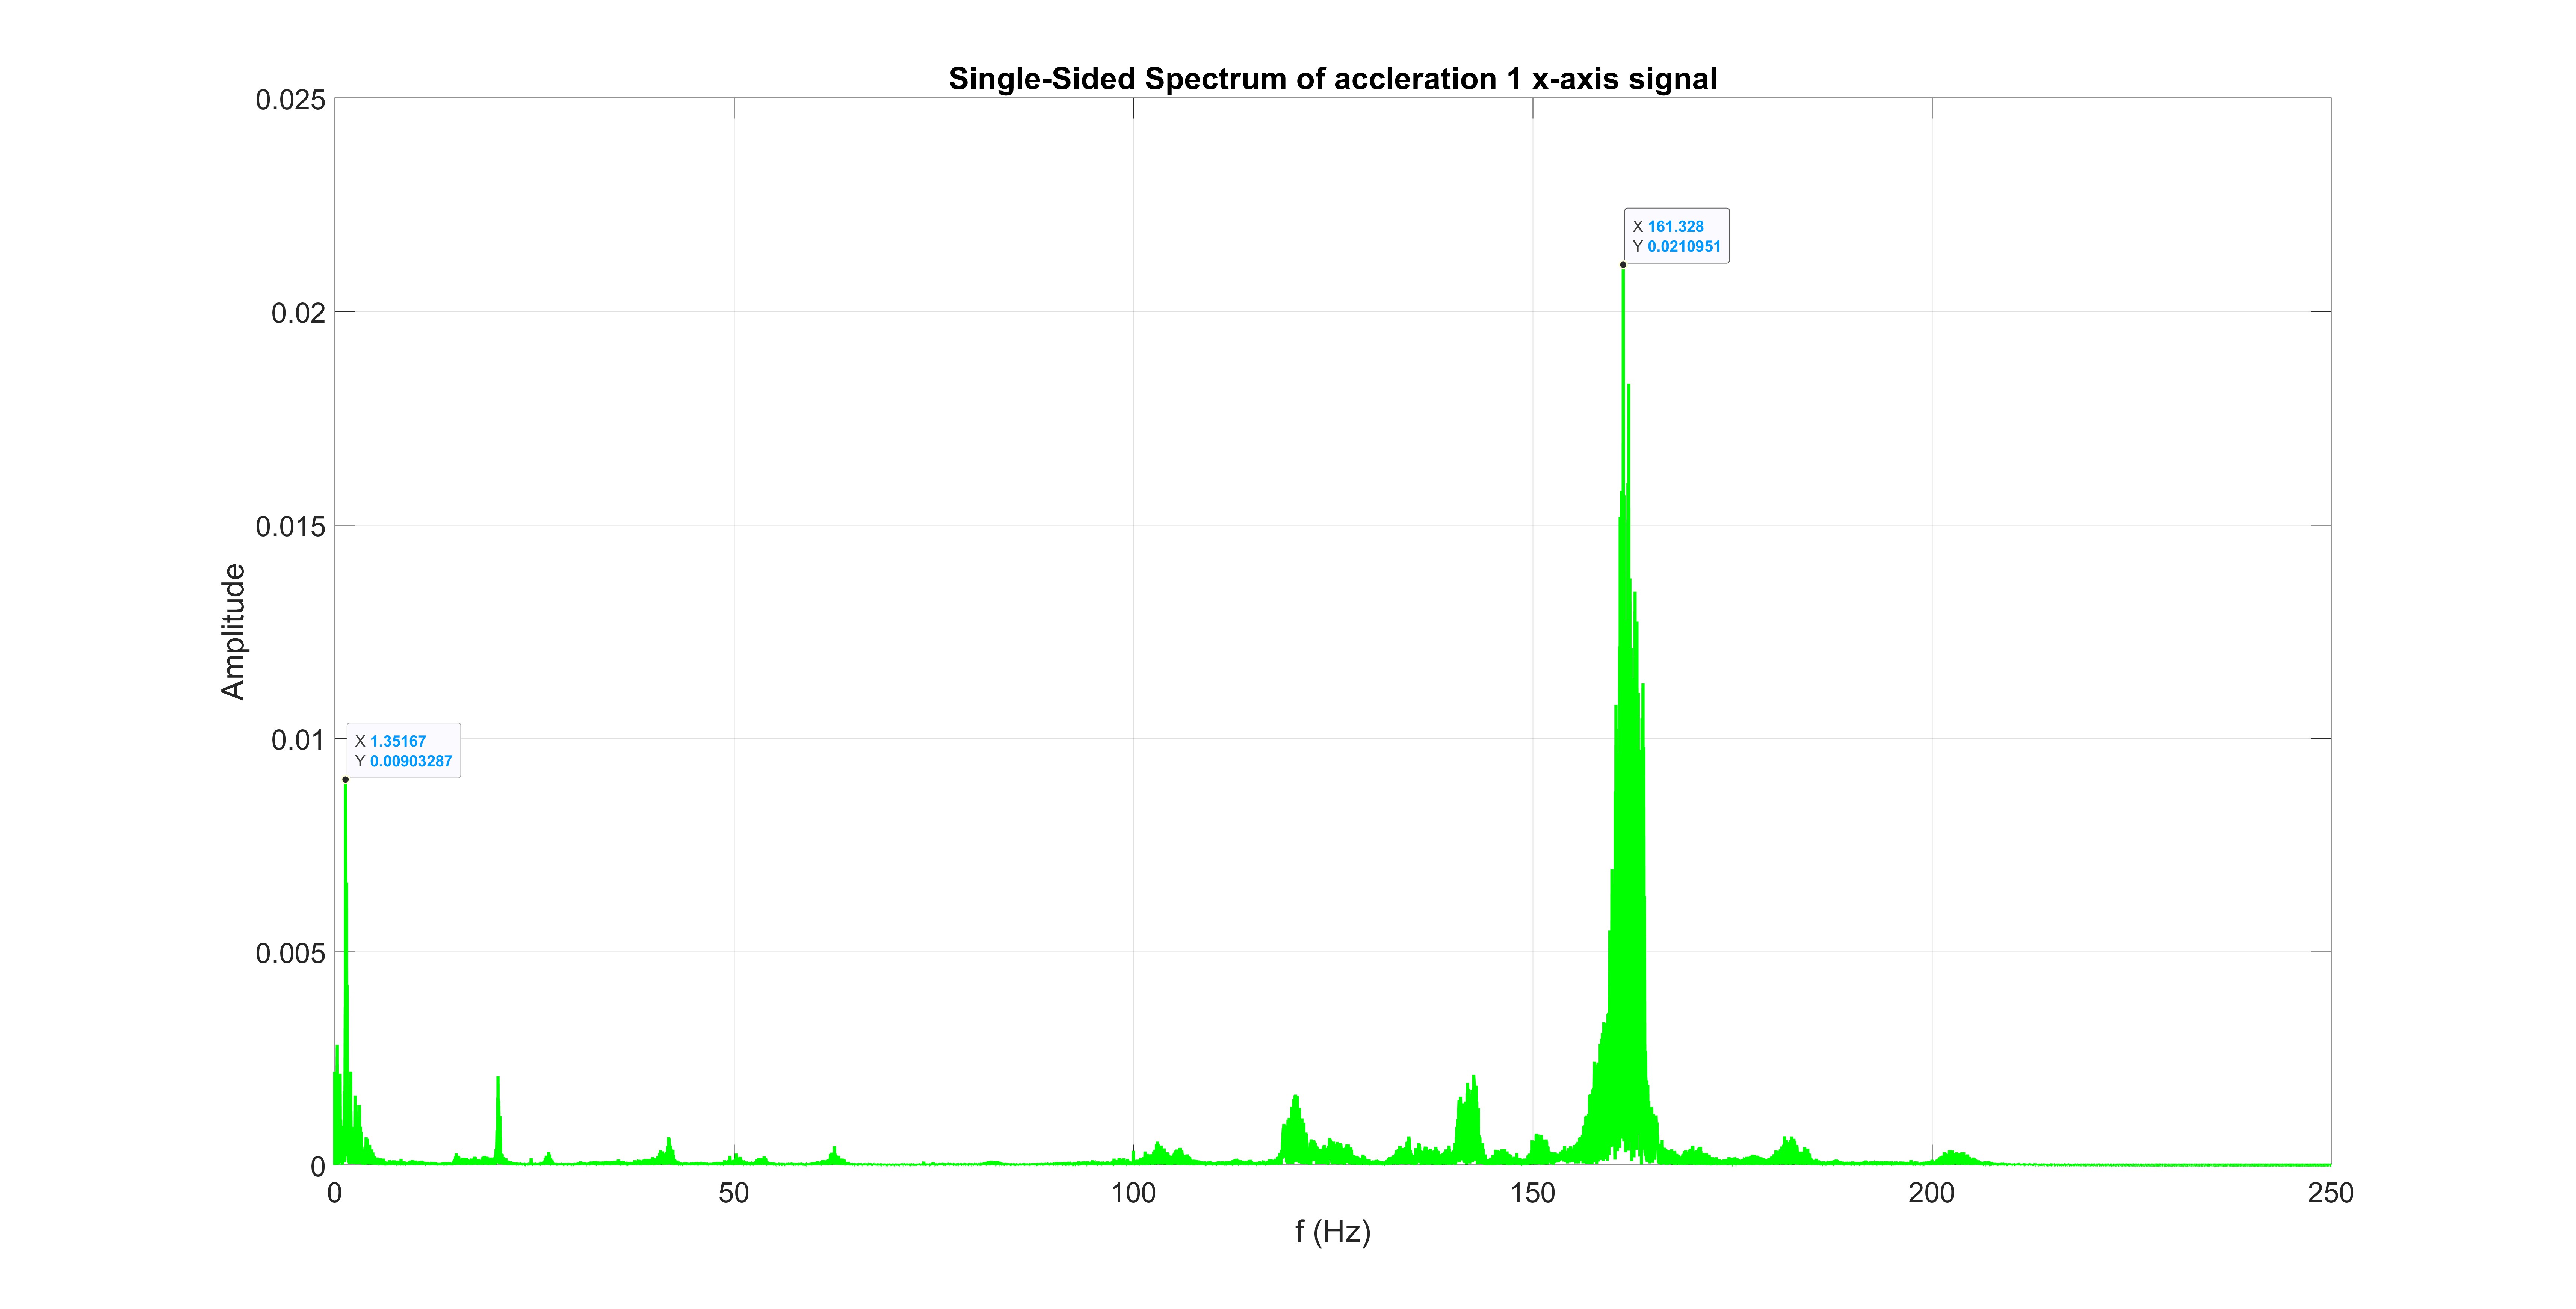 Single-Sided Spectrum of accleration 1 x-axis signal
0.025
0.02
0.015
0.01
0.005
0
Amplitude
X 161.328
Y 0.0210951
X 1.35167
Y 0.00903287
0 50 100 150 200 250
f (Hz)